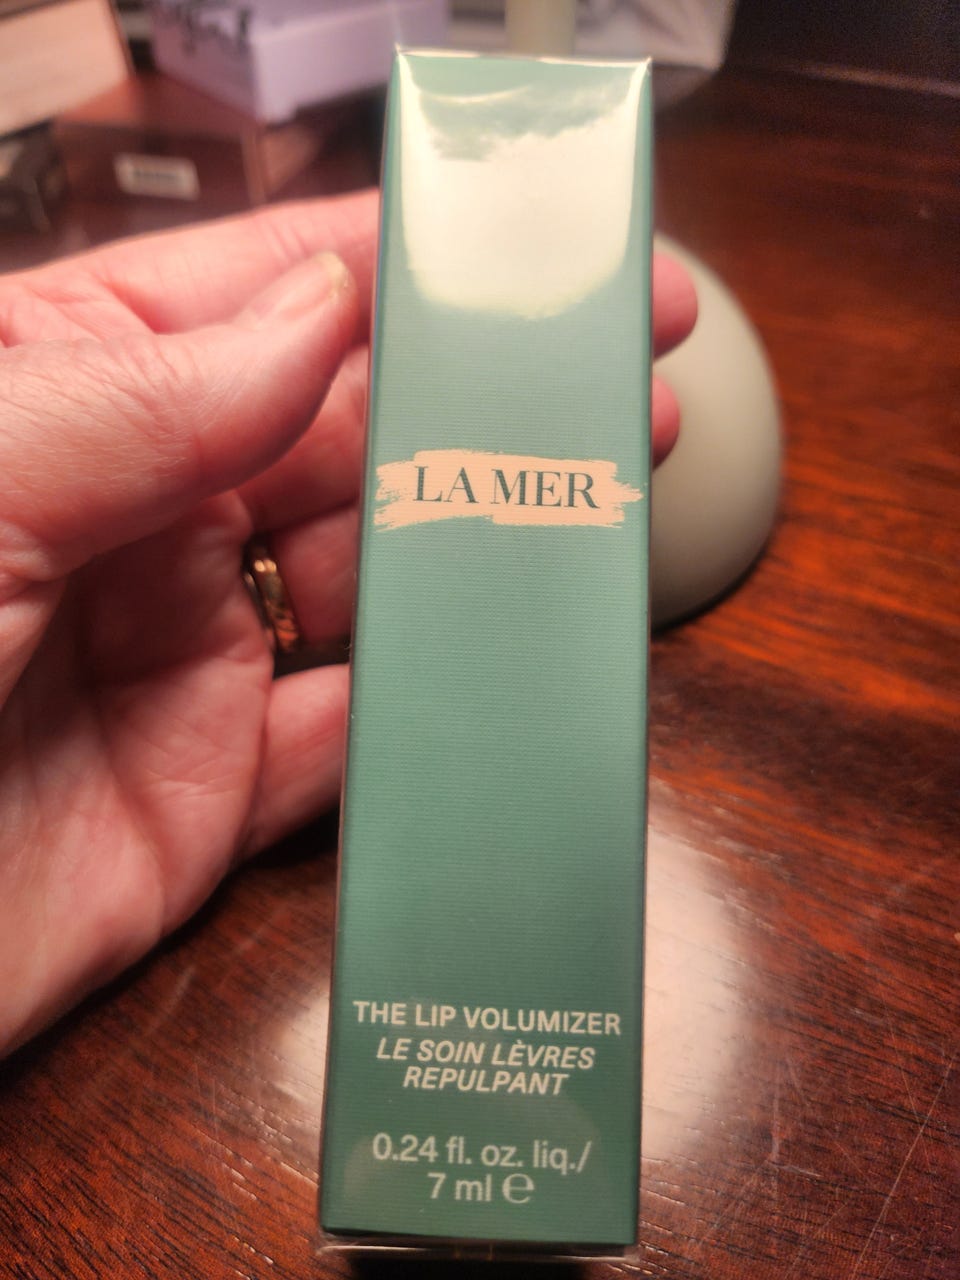 LA MER
THE LIP VOLUMIZER
LE SOIN LÈVRES
REPULPANT
0.24 fl. oz. liq./
7 ml ℮